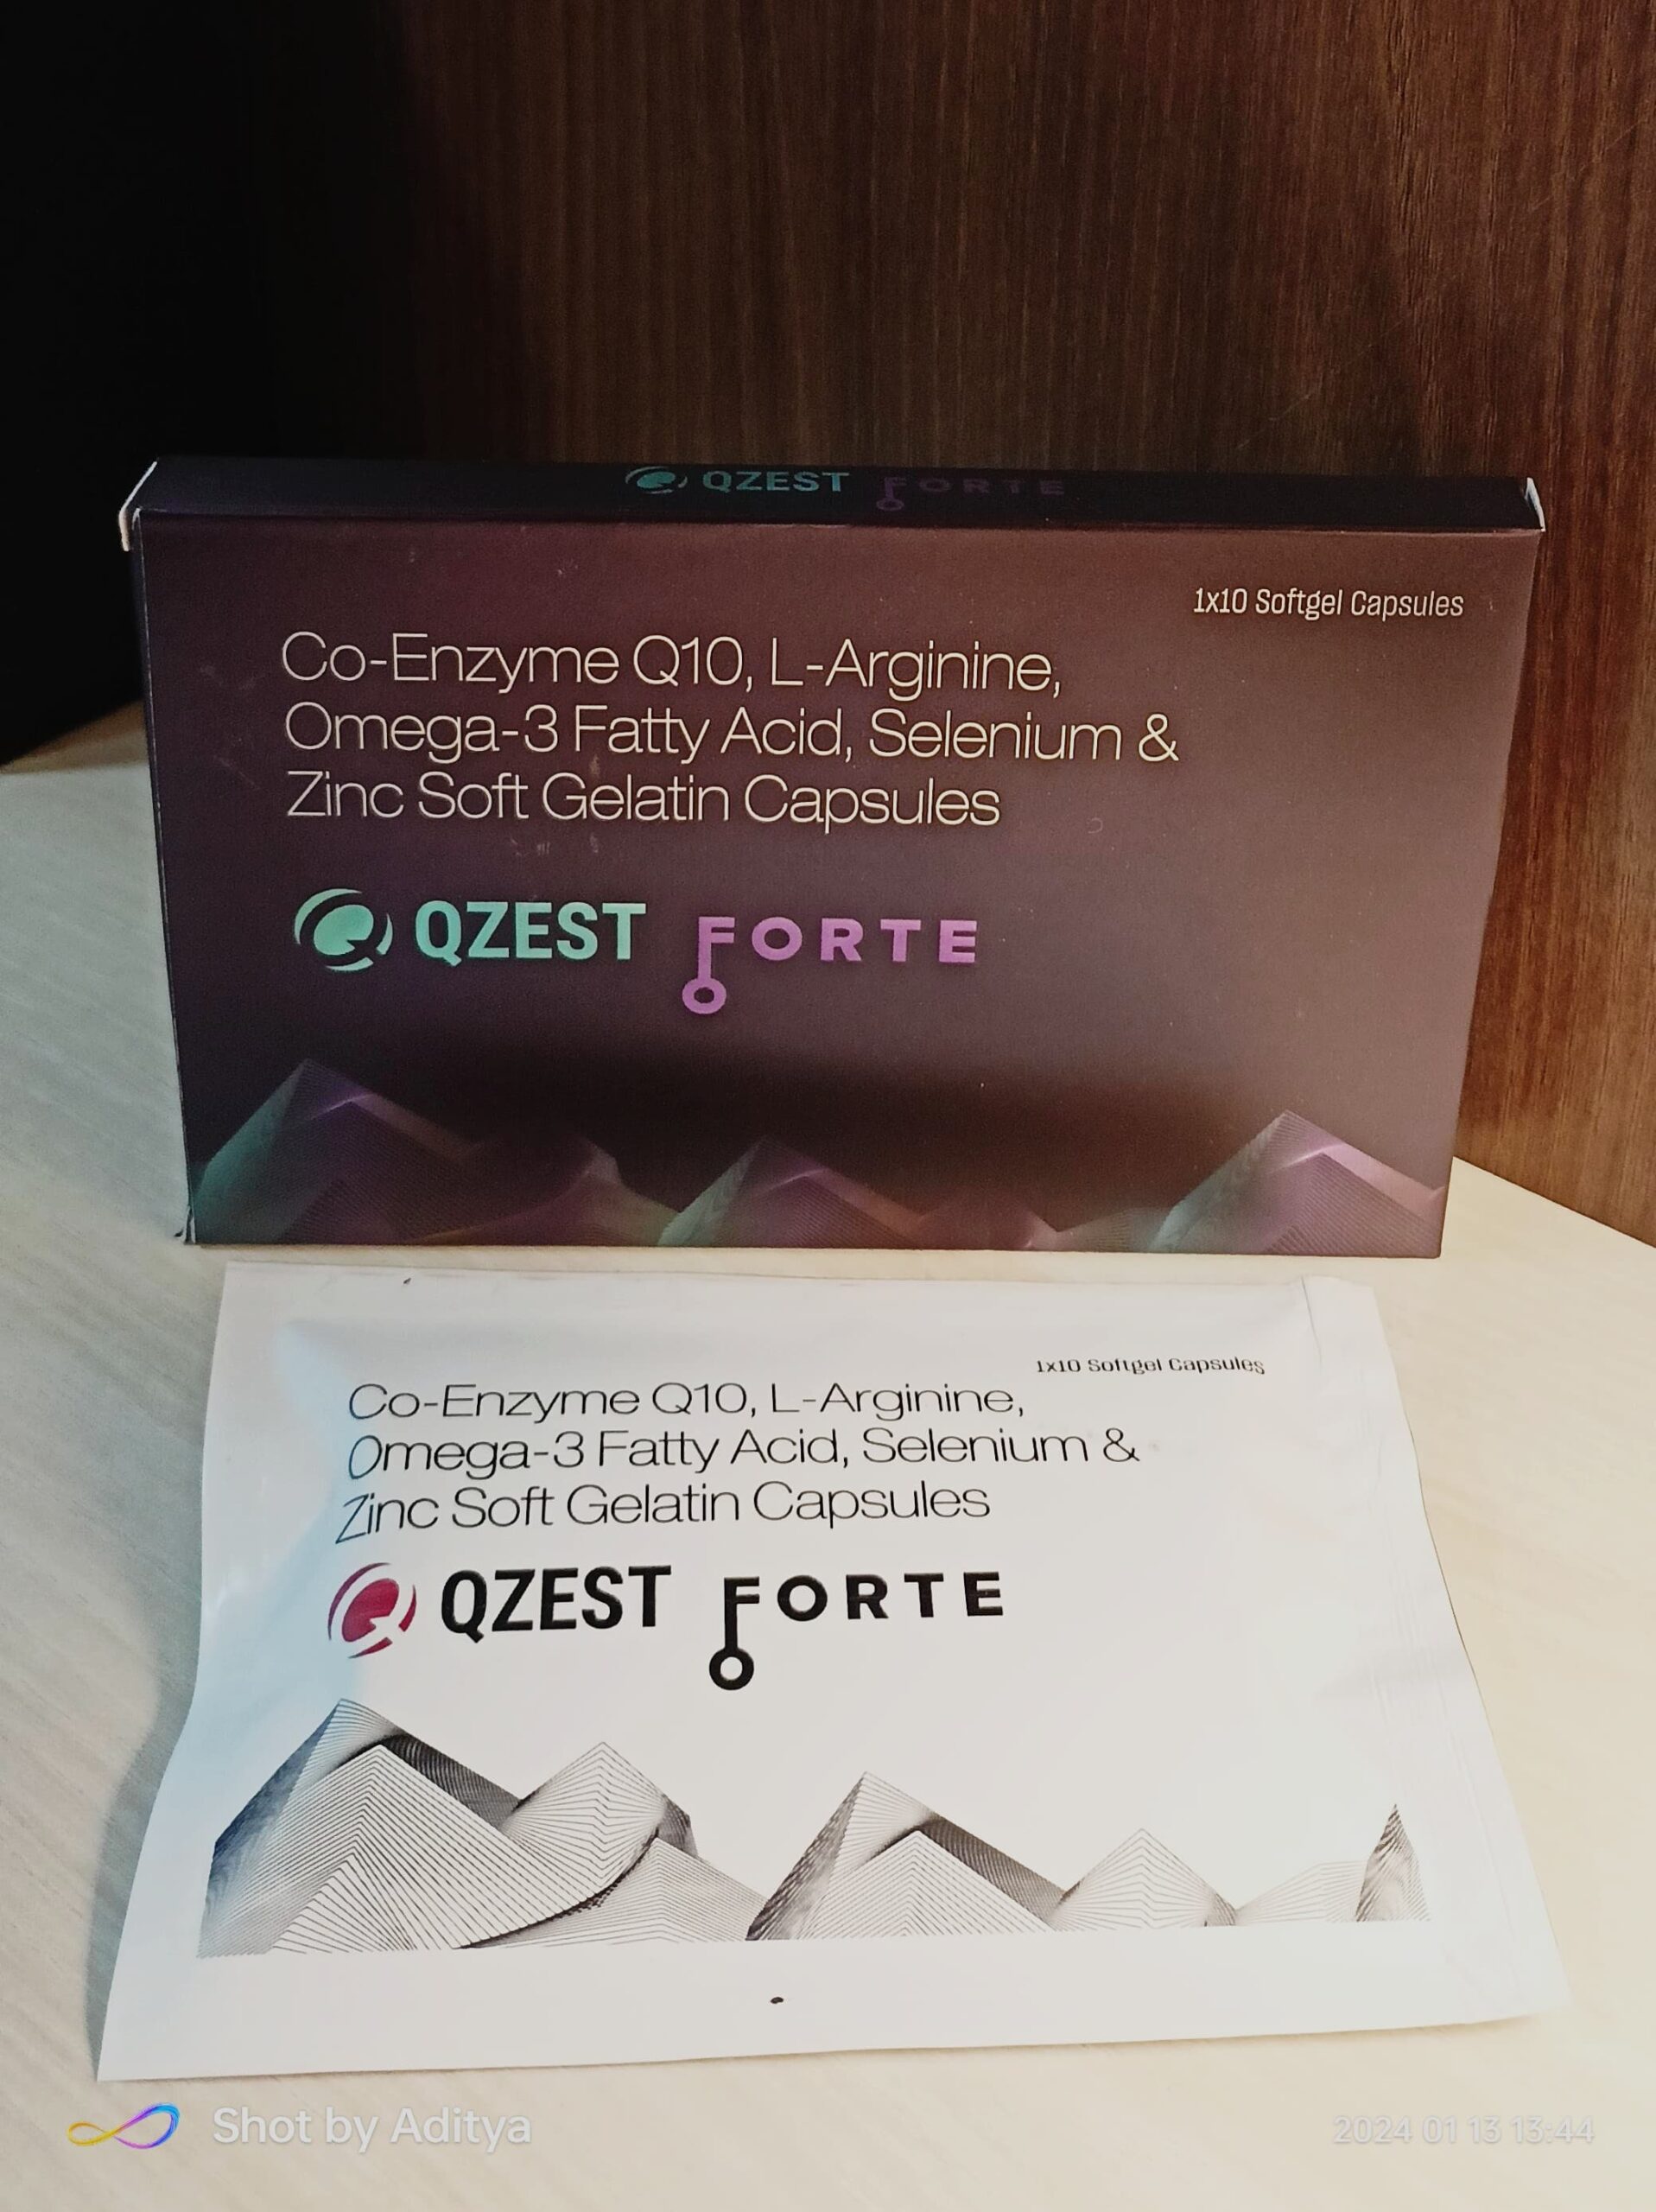 QZEST FORTE
1x10 Softgel Capsules
Co-Enzyme Q10, L-Arginine,
Omega-3 Fatty Acid, Selenium &
Zinc Soft Gelatin Capsules
QZEST FORTE
1x10 Softgel Capsules
Co-Enzyme Q10, L-Arginine,
Omega-3 Fatty Acid, Selenium &
Zinc Soft Gelatin Capsules
QZEST FORTE
Shot by Aditya
2024 01 13 13:44